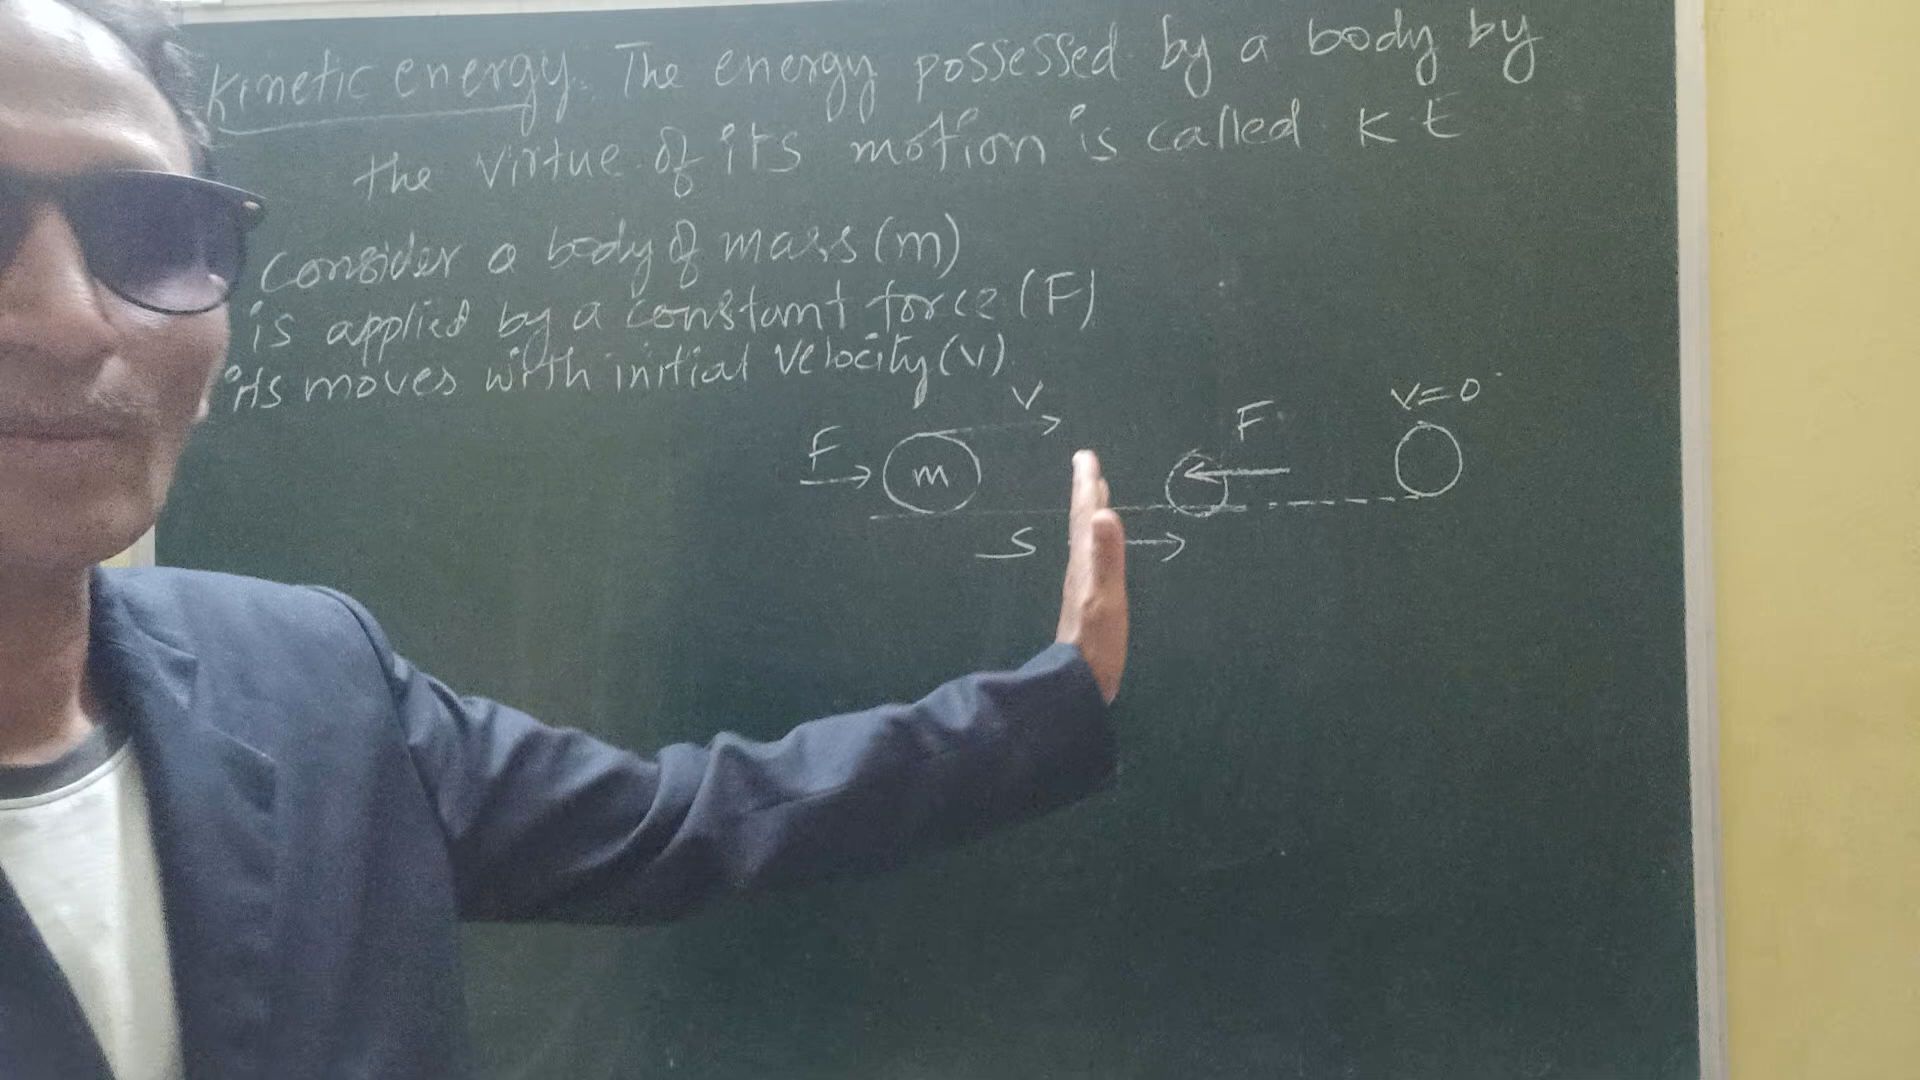 Kinetic energy. The energy possessed by a body by
the virtue of its motion is called K E
Consider a body of mass (m)
is applied by a constant force (F)
its moves with initial velocity (v)
v
F
m
F
v=0
S